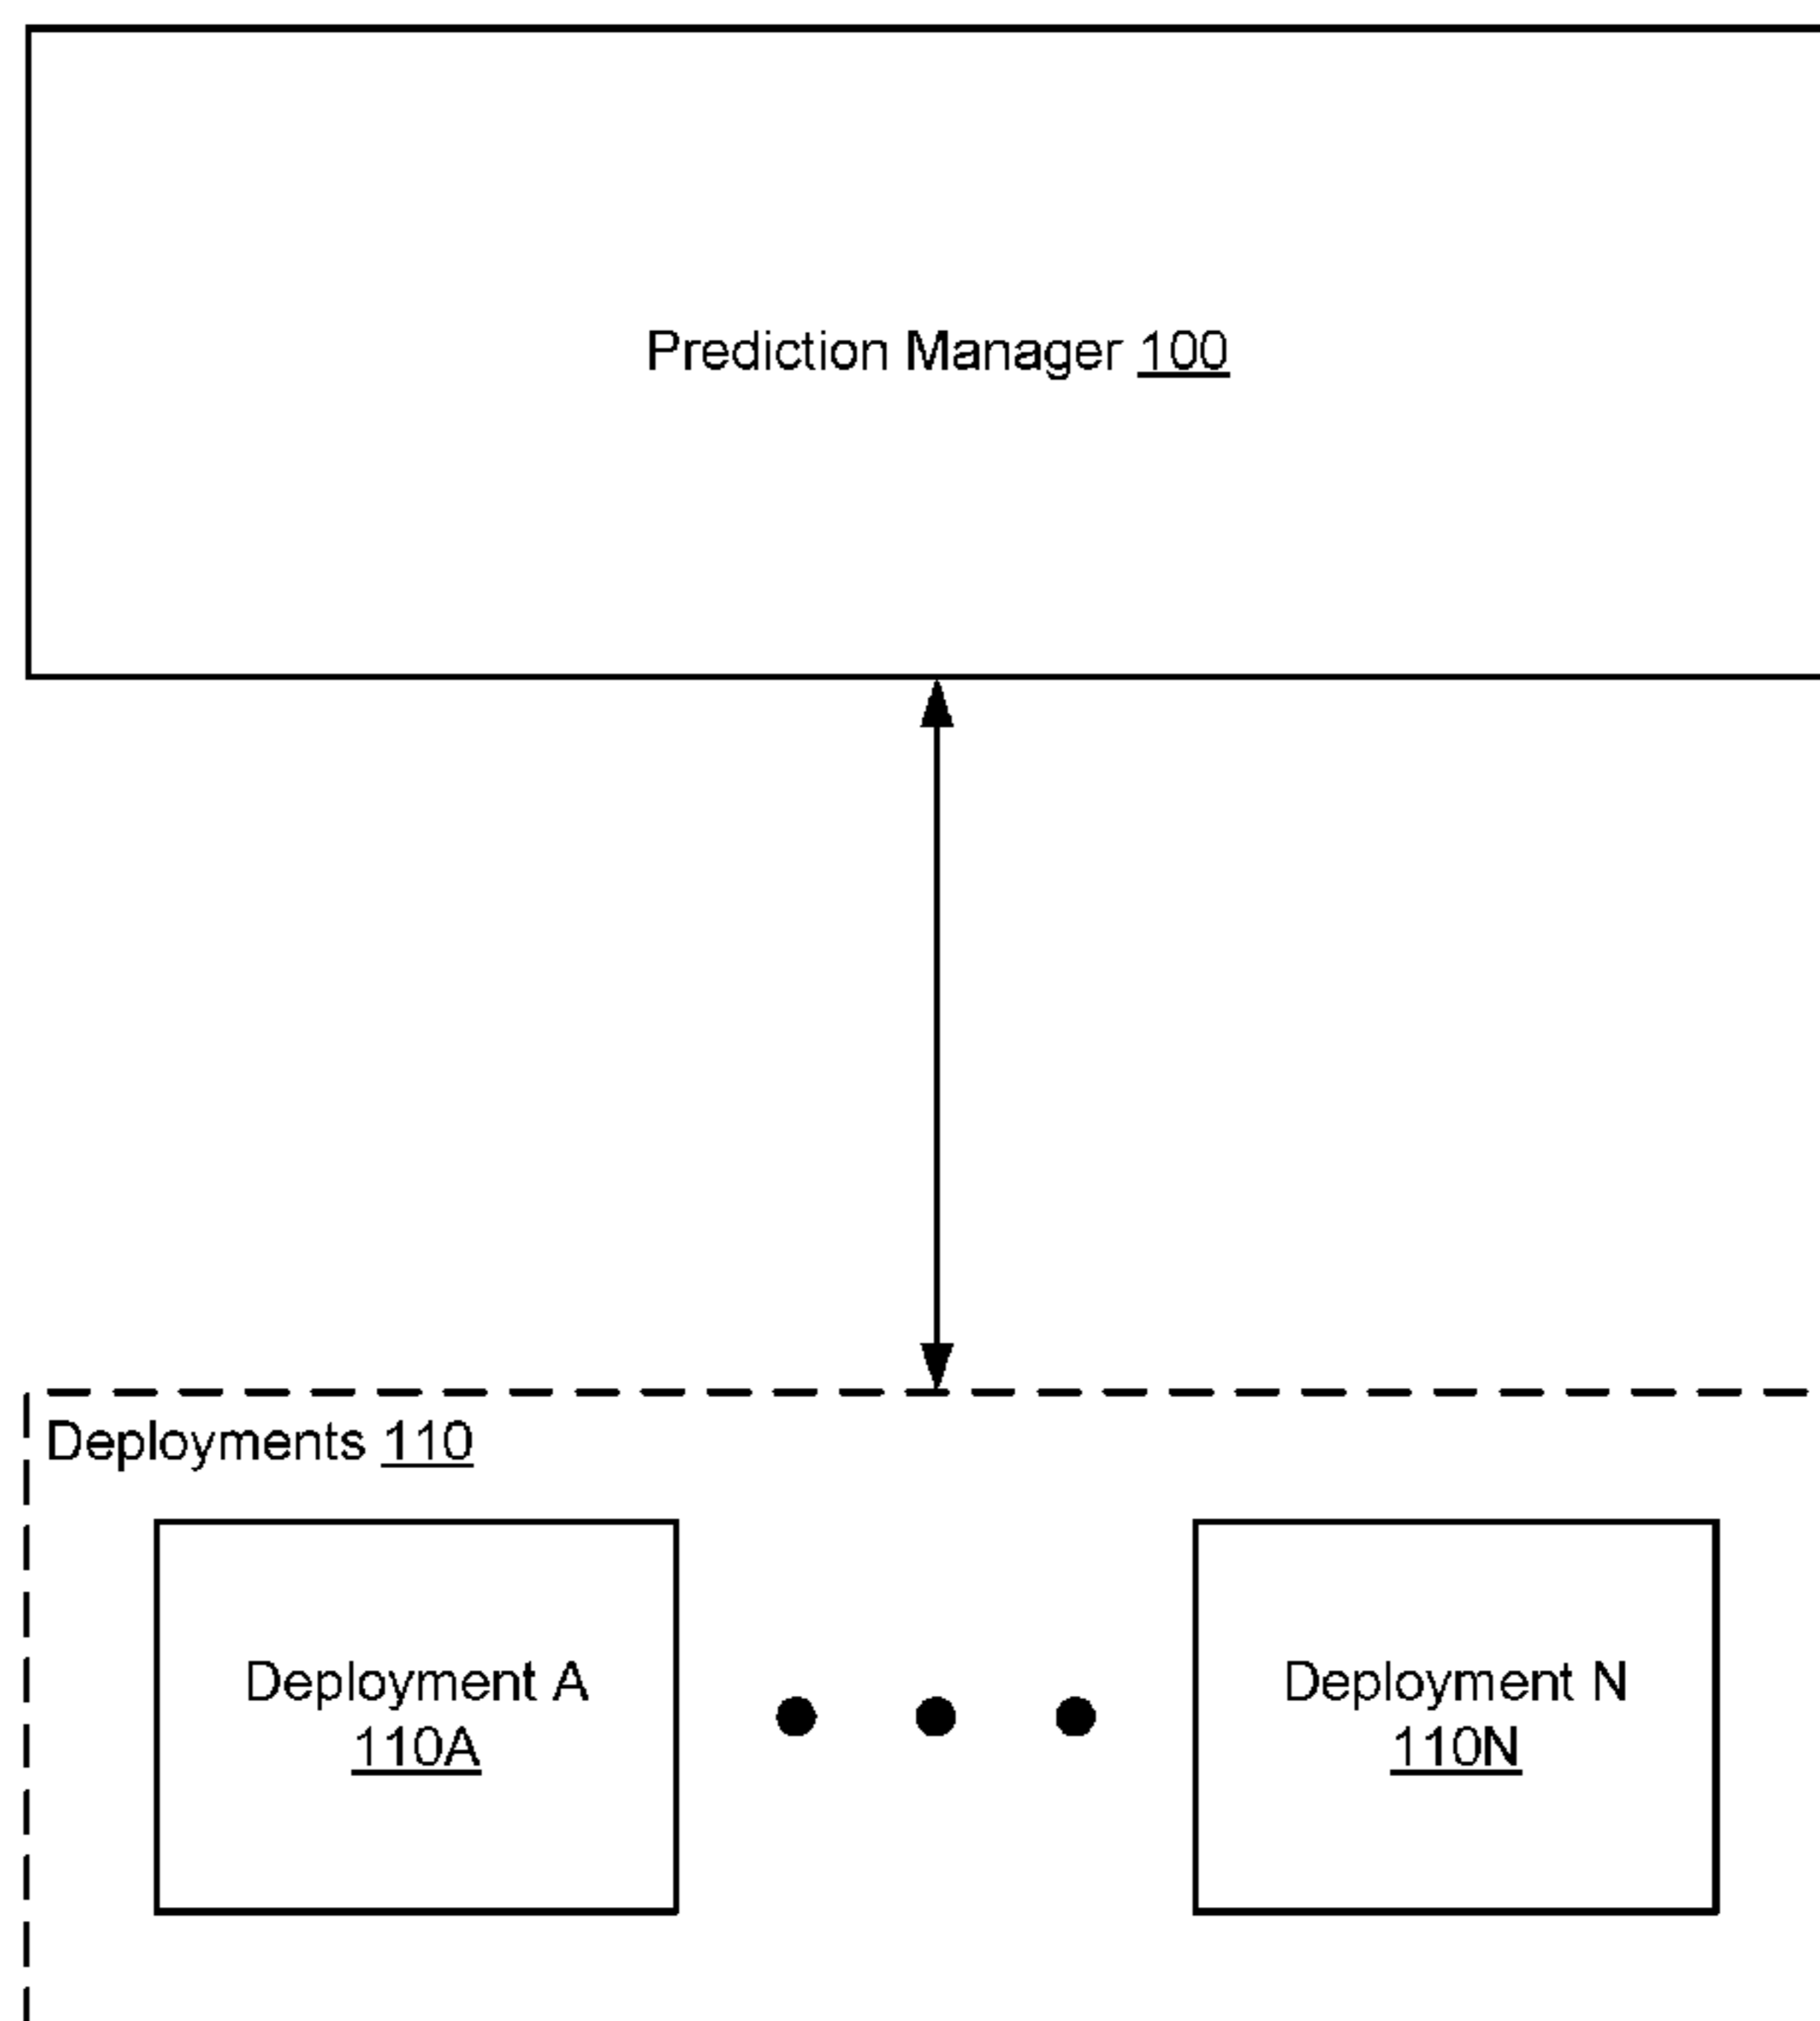 Prediction Manager 100
Deployments 110
Deployment A
110A
Deployment N
110N